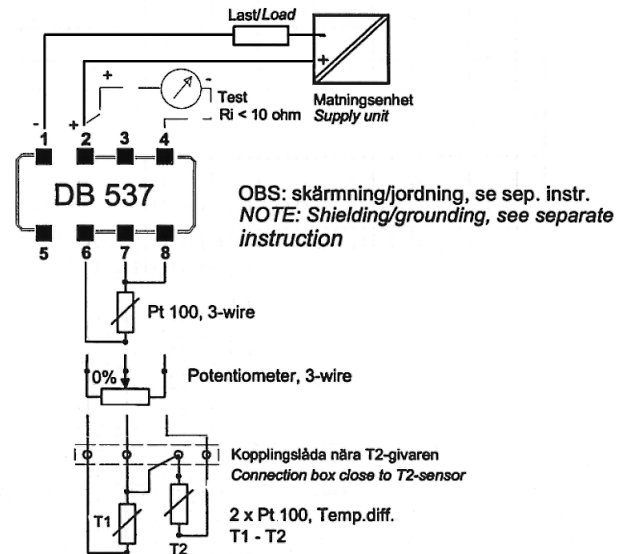 Last/Load
-
+
+
-
Test
Ri < 10 ohm
Matningsenhet
Supply unit
-
+
1 2 3 4
DB 537
5 6 7 8
OBS: skärmning/jordning, se sep. instr.
NOTE: Shielding/grounding, see separate
instruction
Pt 100, 3-wire
0%
Potentiometer, 3-wire
Kopplingslåda nära T2-givaren
Connection box close to T2-sensor
T1
T2
2 x Pt 100, Temp.diff.
T1 - T2